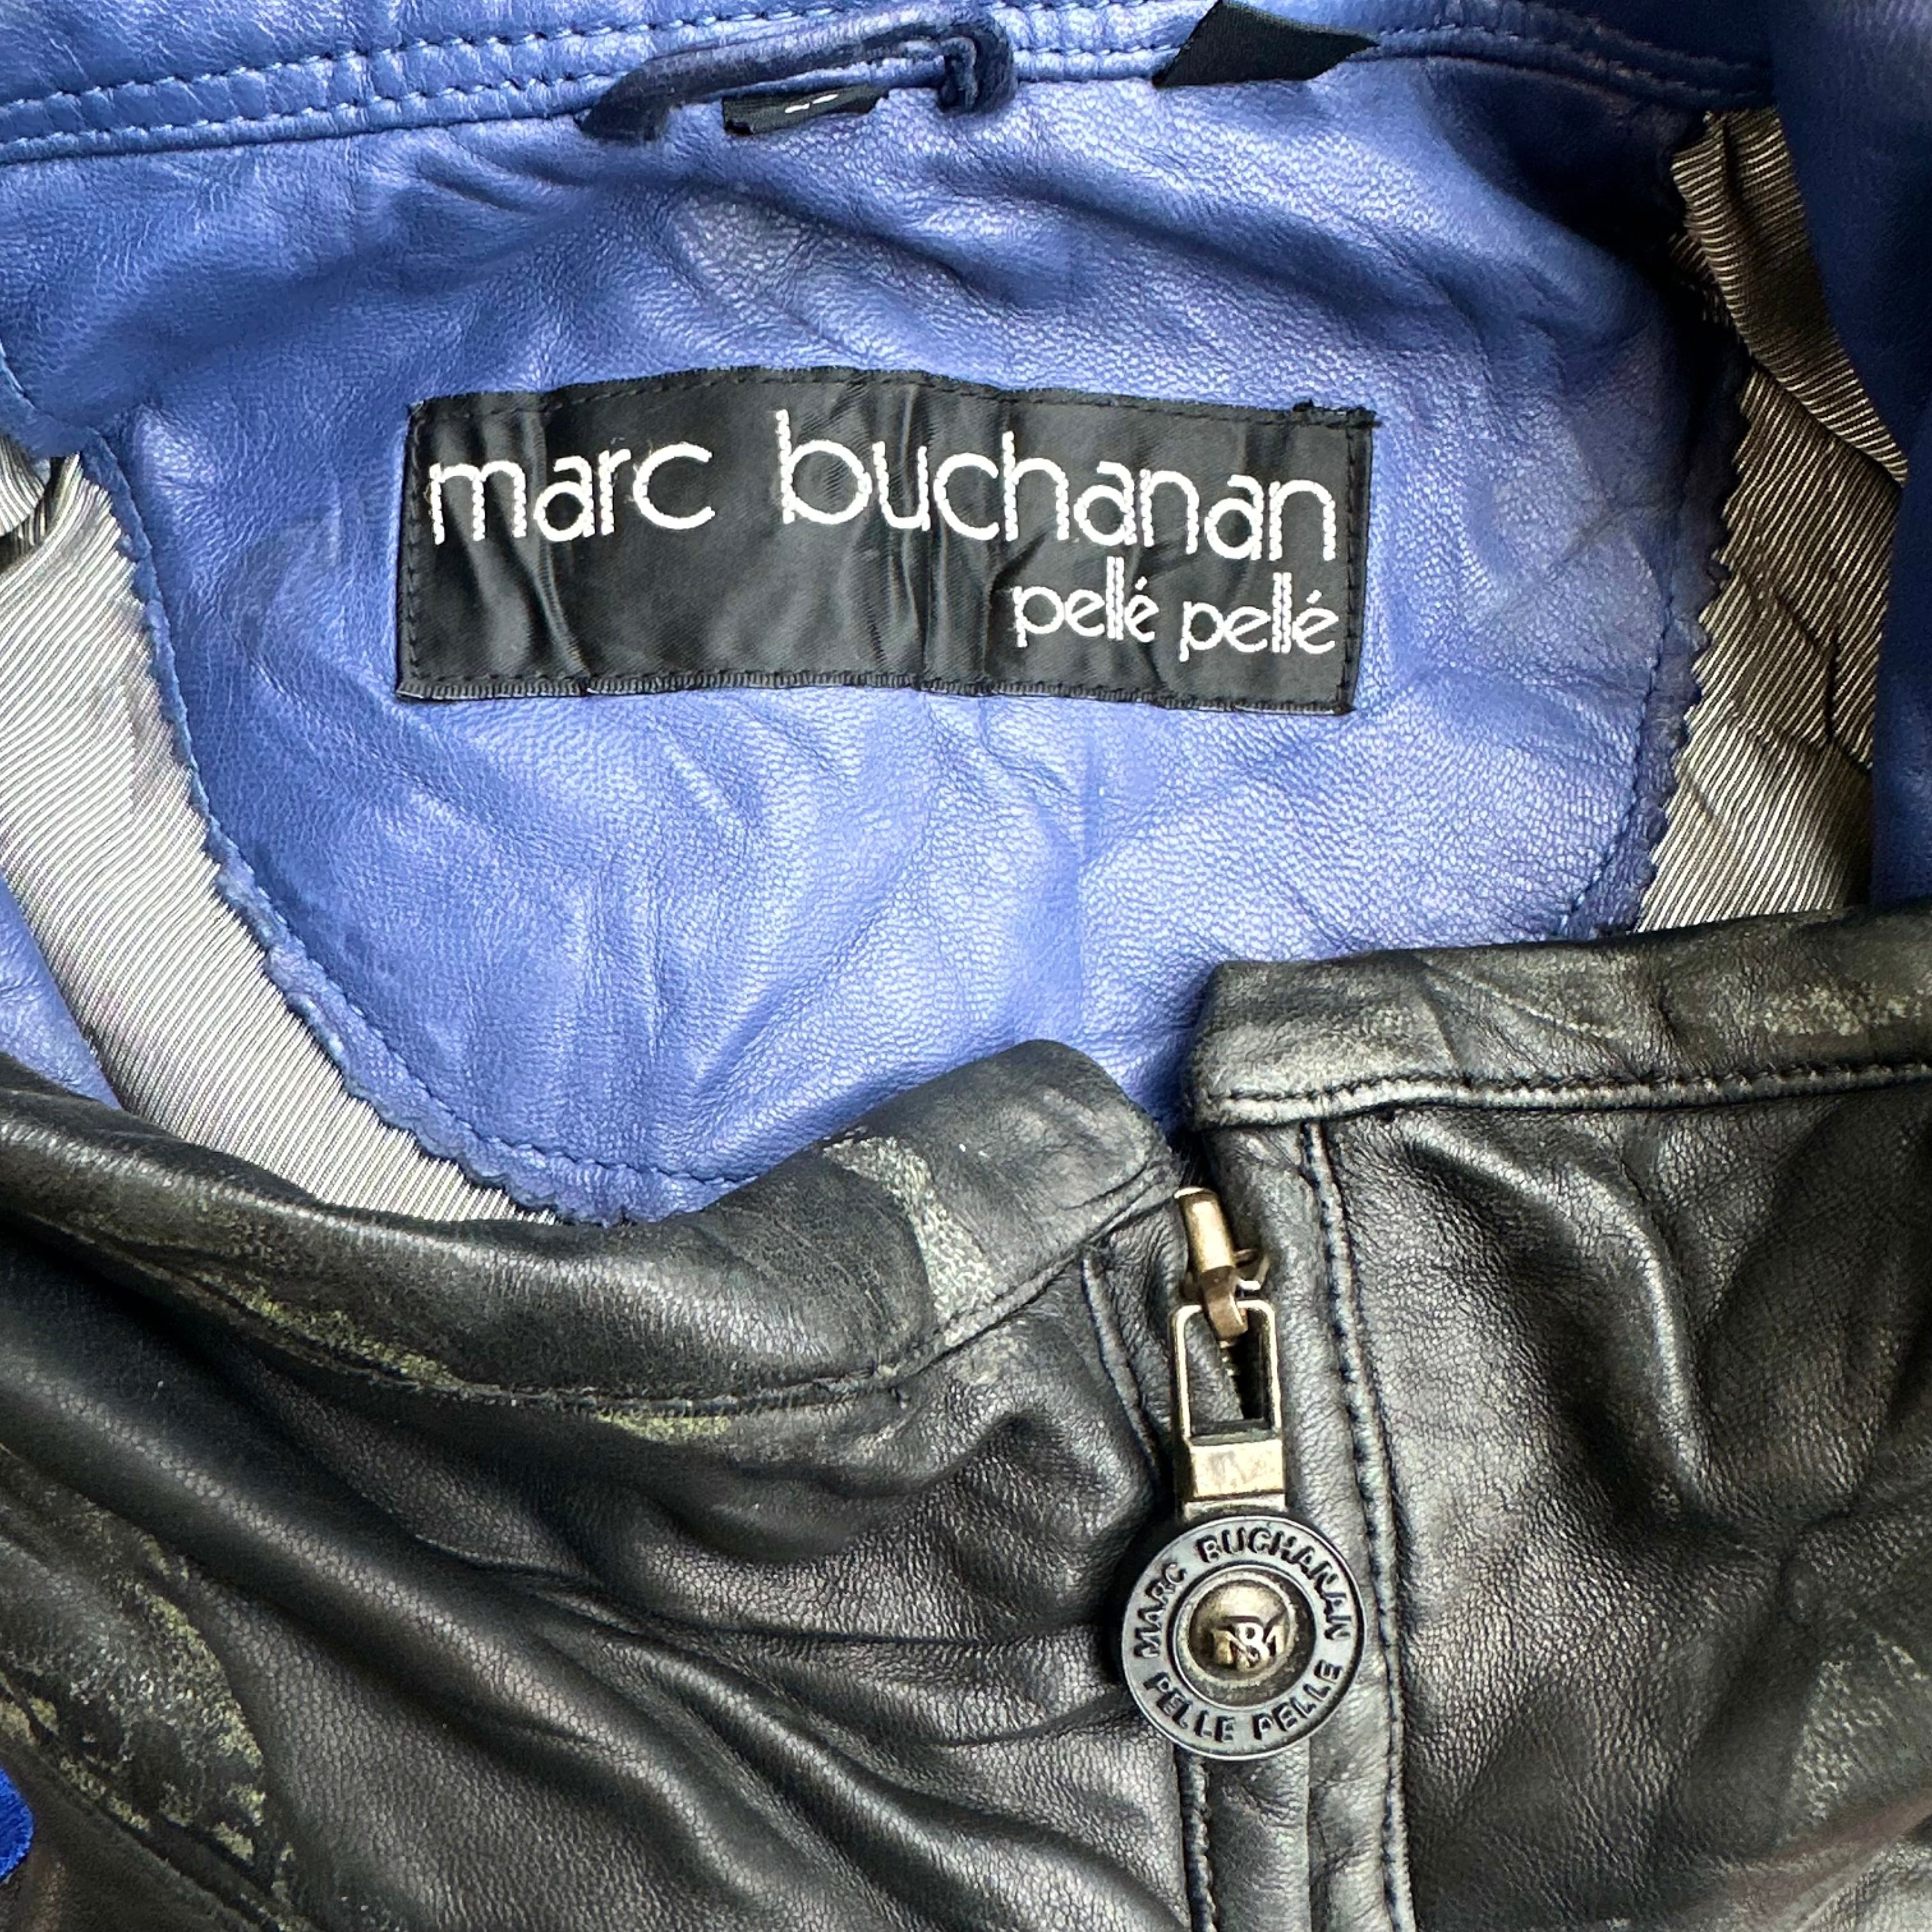 marc buchanan
pellé pellé
MARC BUCHANAN
PELLE PELLE
MB